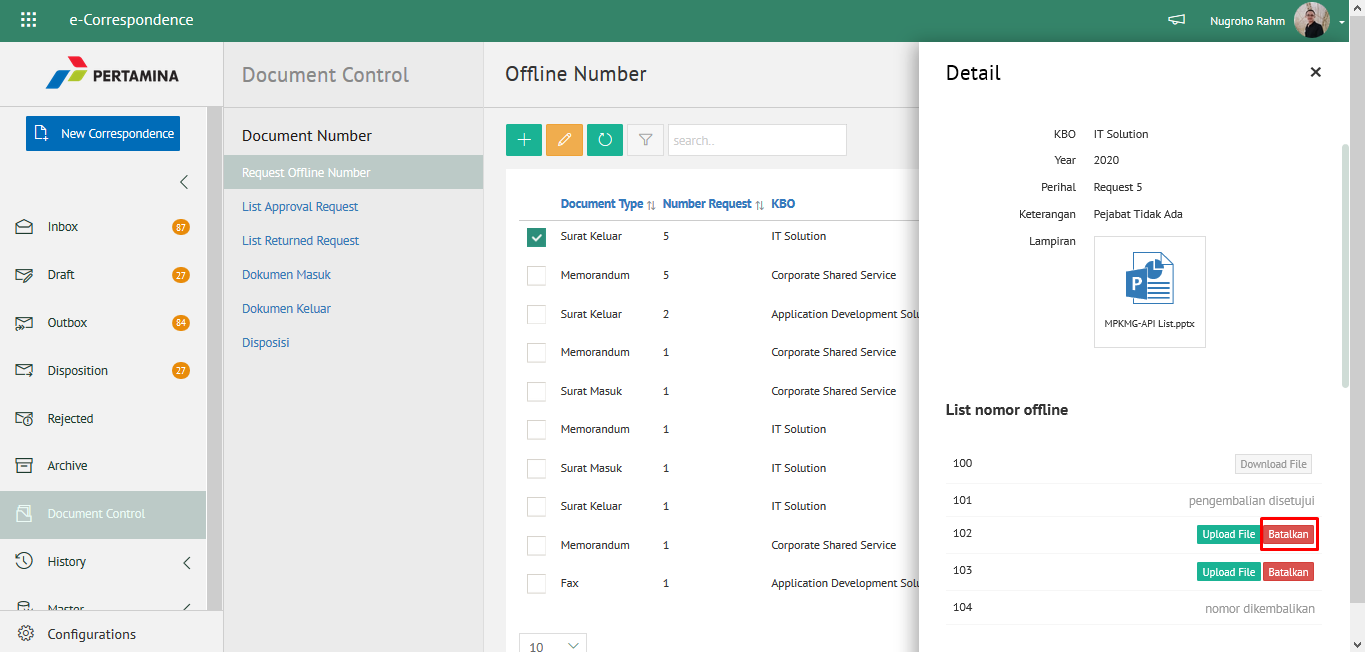 e-Correspondence
Nugroho Rahm
PERTAMINA
New Correspondence
Inbox 87
Draft 27
Outbox 84
Disposition 27
Rejected
Archive
Document Control
History
Master
Configurations
Document Control
Document Number
Request Offline Number
List Approval Request
List Returned Request
Dokumen Masuk
Dokumen Keluar
Disposisi
Offline Number
search..
Document Type Number Request KBO
Surat Keluar 5 IT Solution
Memorandum 5 Corporate Shared Service
Surat Keluar 2 Application Development Solu
Memorandum 1 Corporate Shared Service
Surat Masuk 1 Corporate Shared Service
Memorandum 1 IT Solution
Surat Masuk 1 IT Solution
Surat Keluar 1 IT Solution
Memorandum 1 Corporate Shared Service
Fax 1 Application Development Solu
10
Detail
KBO IT Solution
Year 2020
Perihal Request 5
Keterangan Pejabat Tidak Ada
Lampiran
P
MPKMG-API List.pptx
List nomor offline
100 Download File
101 pengembalian disetujui
102 Upload File Batalkan
103 Upload File Batalkan
104 nomor dikembalikan